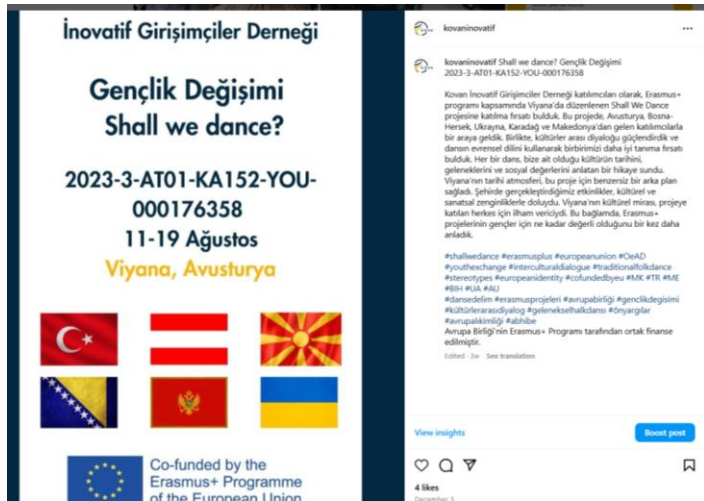 İnovatif Girişimciler Derneği
Gençlik Değişimi
Shall we dance?
2023-3-AT01-KA152-YOU-
000176358
11-19 Ağustos
Viyana, Avusturya
Co-funded by the
Erasmus+ Programme
of the European Union
kovaninovatif
kovaninovatif Shall we dance? Gençlik Değişimi
2023-3-AT01-KA152-YOU-000176358
Kovan İnovatif Girişimciler Derneği katılımcıları olarak, Erasmus+
programı kapsamında Viyana'da düzenlenen Shall We Dance
projesine katılma fırsatı bulduk. Bu projede, Avusturya, Bosna-
Hersek, Ukrayna, Karadağ ve Makedonya'dan gelen katılımcılarla
bir araya geldik. Birlikte, kültürler arası diyaloğu güçlendirdik ve
dansın evrensel dilini kullanarak birbirimizi daha iyi tanıma fırsatı
bulduk. Her bir dans, bize ait olduğu kültürün tarihini,
geleneklerini ve sosyal değerlerini anlatan bir hikaye sundu.
Viyana'nın tarihi atmosferi, bu proje için benzersiz bir arka plan
sağladı. Şehirde gerçekleştirdiğimiz etkinlikler, kültürel ve
sanatsal zenginliklerle doluydu. Viyana'nın kültürel mirası, projeye
katılan herkes için ilham vericiydi. Bu bağlamda, Erasmus+
projelerinin gençler için ne kadar değerli olduğunu bir kez daha
anladık.
#shallwedance #erasmusplus #europeanunion #OeAD
#youthexchange #interculturaldialogue #traditionalfolkdance
#stereotypes #europeanidentity #cofundedbyeu #MK #TR #ME
#BIH #UA #AU
#dansedelim #erasmusprojeleri #avrupabirliği #genclikdegisimi
#kültürlerarasıdiyalog #gelenekselhalkdansı #önyargılar
#avrupalıkimliği #abhibe
Avrupa Birliği'nin Erasmus+ Programı tarafından ortak finanse
edilmiştir.
Edited · 3w See translation
View insights
Boost post
4 likes
December 3